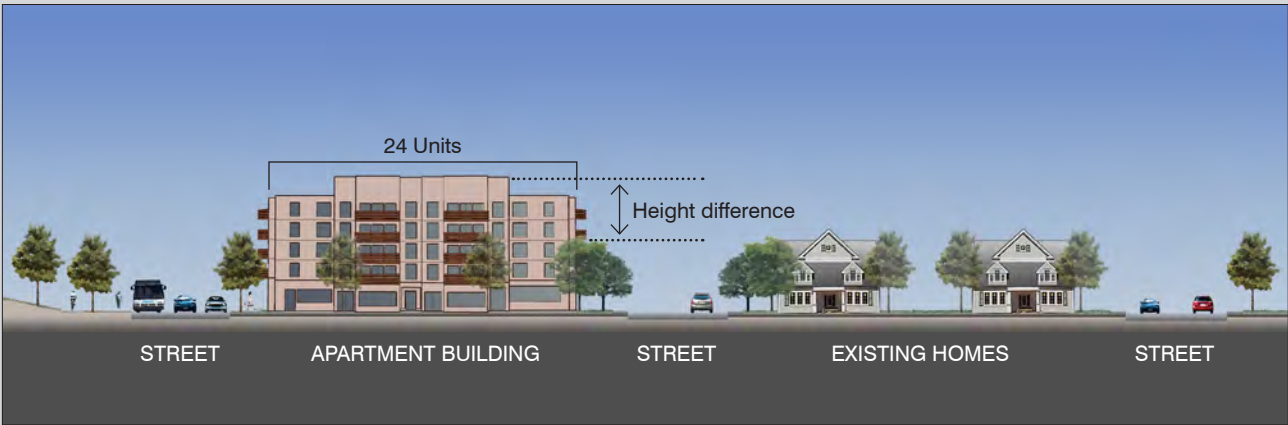 24 Units
Height difference
STREET
APARTMENT BUILDING
STREET
EXISTING HOMES
STREET